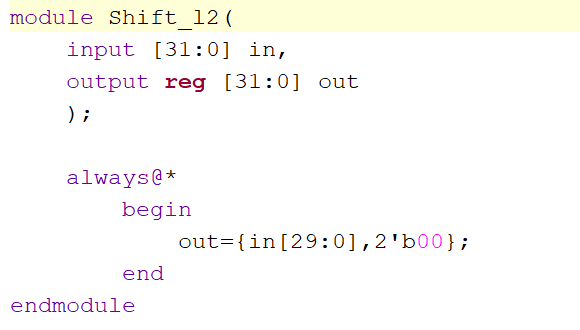 module Shift_l2(
    input [31:0] in,
    output reg [31:0] out
    );

    always@*
        begin
            out={in[29:0],2'b00};
        end
endmodule